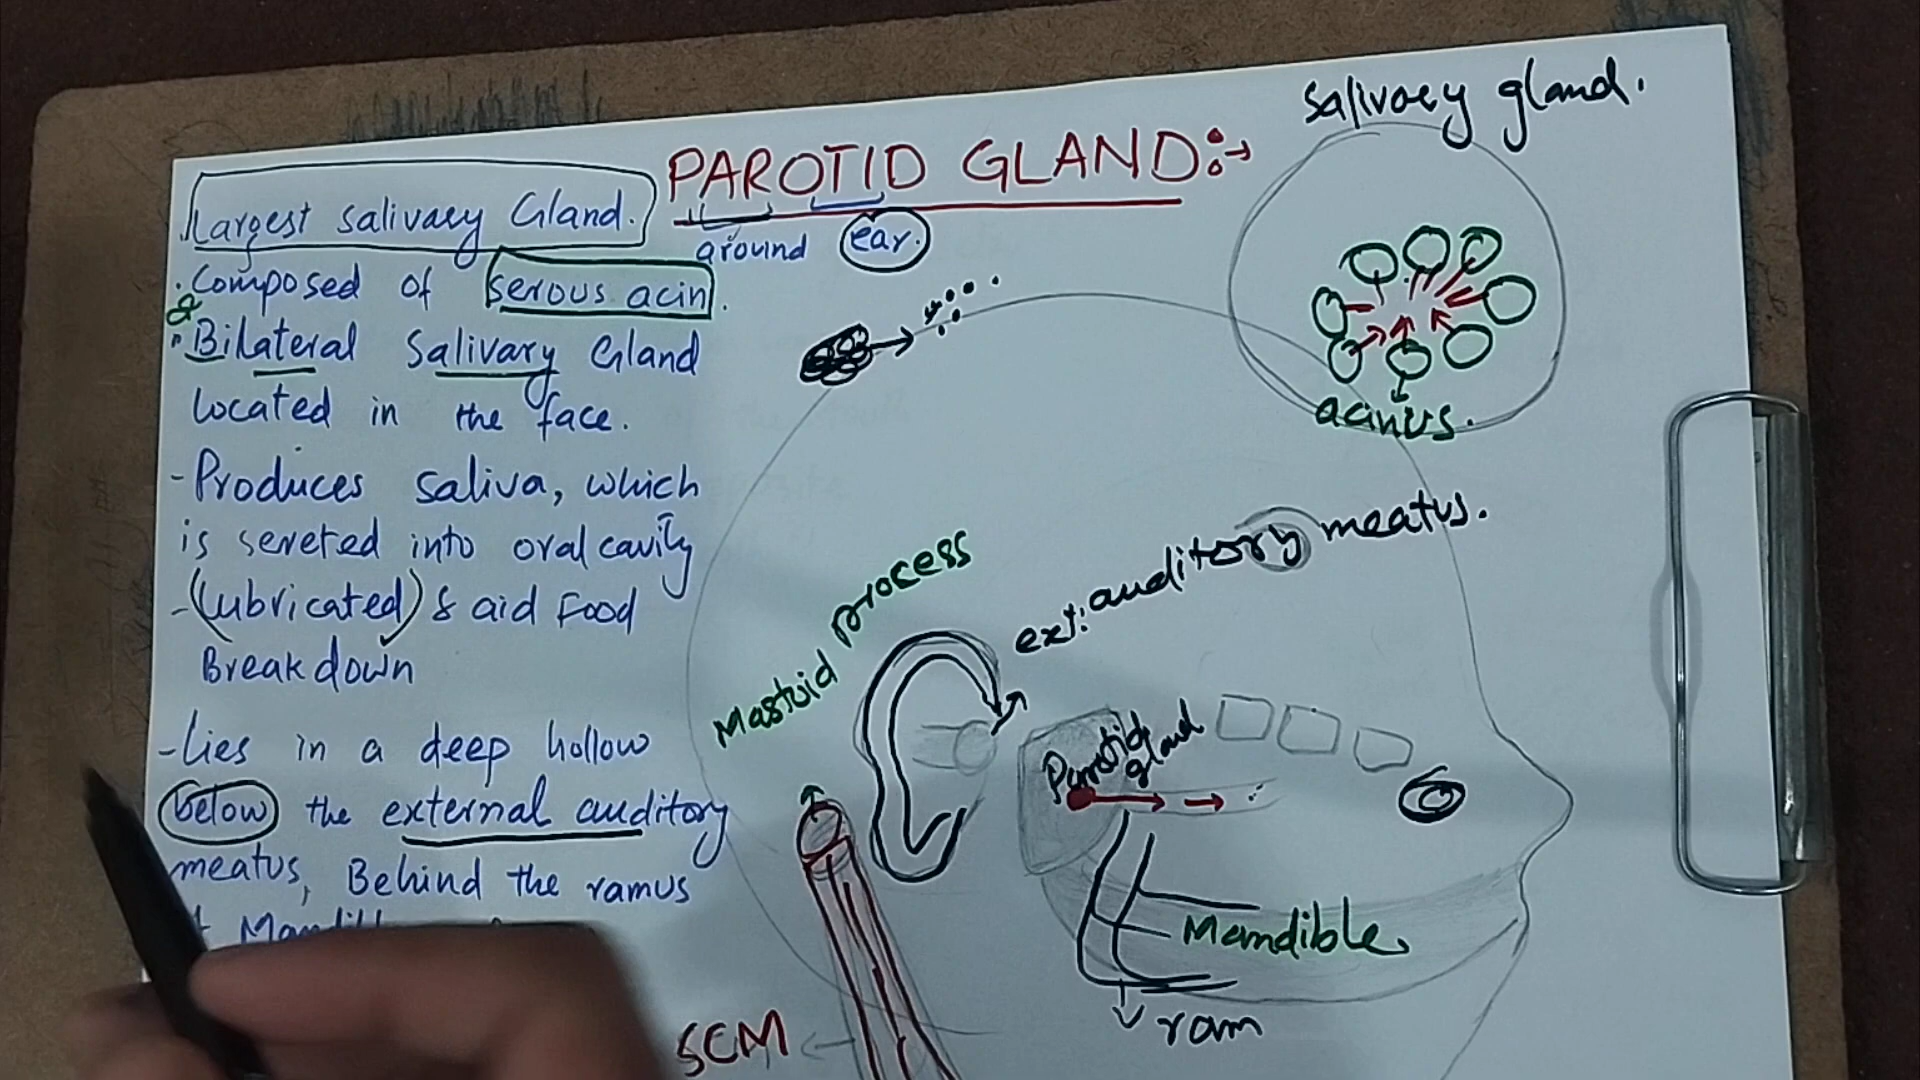 PAROTID GLAND:→
around ear.
Largest salivary Gland.
• Composed of serous acini.
Bilateral Salivary Gland
located in the face.
- Produces saliva, which
is sereted into oral cavity
- (lubricated) & aid Food
Breakdown
- Lies in a deep hollow
below the external auditory
meatus, Behind the ramus
salivary gland.
acinus.
ext: auditory meatus.
Mastoid process
Parotid
gland
Mandible
ram
SCM